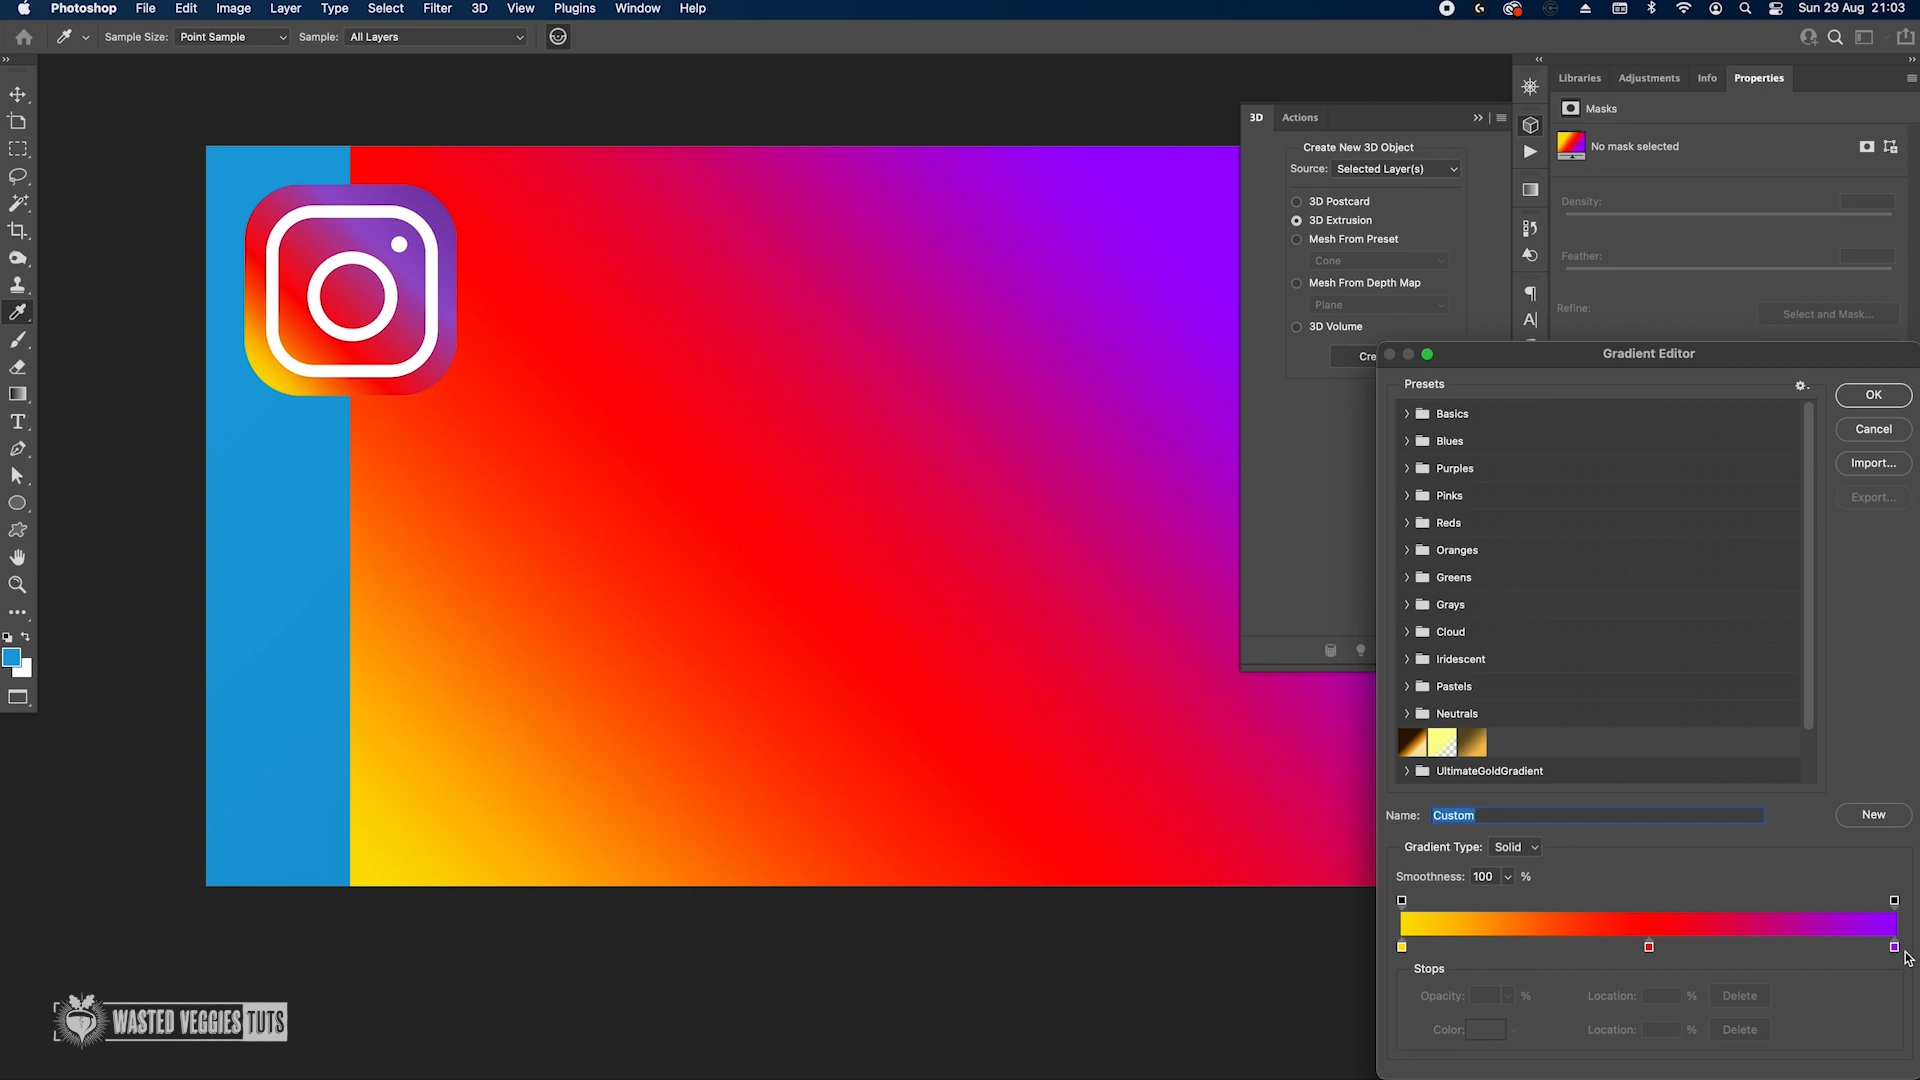 Photoshop File Edit Image Layer Type Select Filter 3D View Plugins Window Help Sun 29 Aug 21:03
Sample Size: Point Sample Sample: All Layers
Libraries Adjustments Info Properties
Masks
No mask selected
Density:
Feather:
Refine: Select and Mask...
3D Actions
Create New 3D Object
Source: Selected Layer(s)
3D Postcard
3D Extrusion
Mesh From Preset
Cone
Mesh From Depth Map
Plane
3D Volume
Cre
Gradient Editor
Presets
OK
Cancel
Import...
Export...
Basics
Blues
Purples
Pinks
Reds
Oranges
Greens
Grays
Cloud
Iridescent
Pastels
Neutrals
UltimateGoldGradient
Name: Custom New
Gradient Type: Solid
Smoothness: 100 %
Stops
Opacity: % Location: % Delete
Color: Location: % Delete
WASTED VEGGIES TUTS